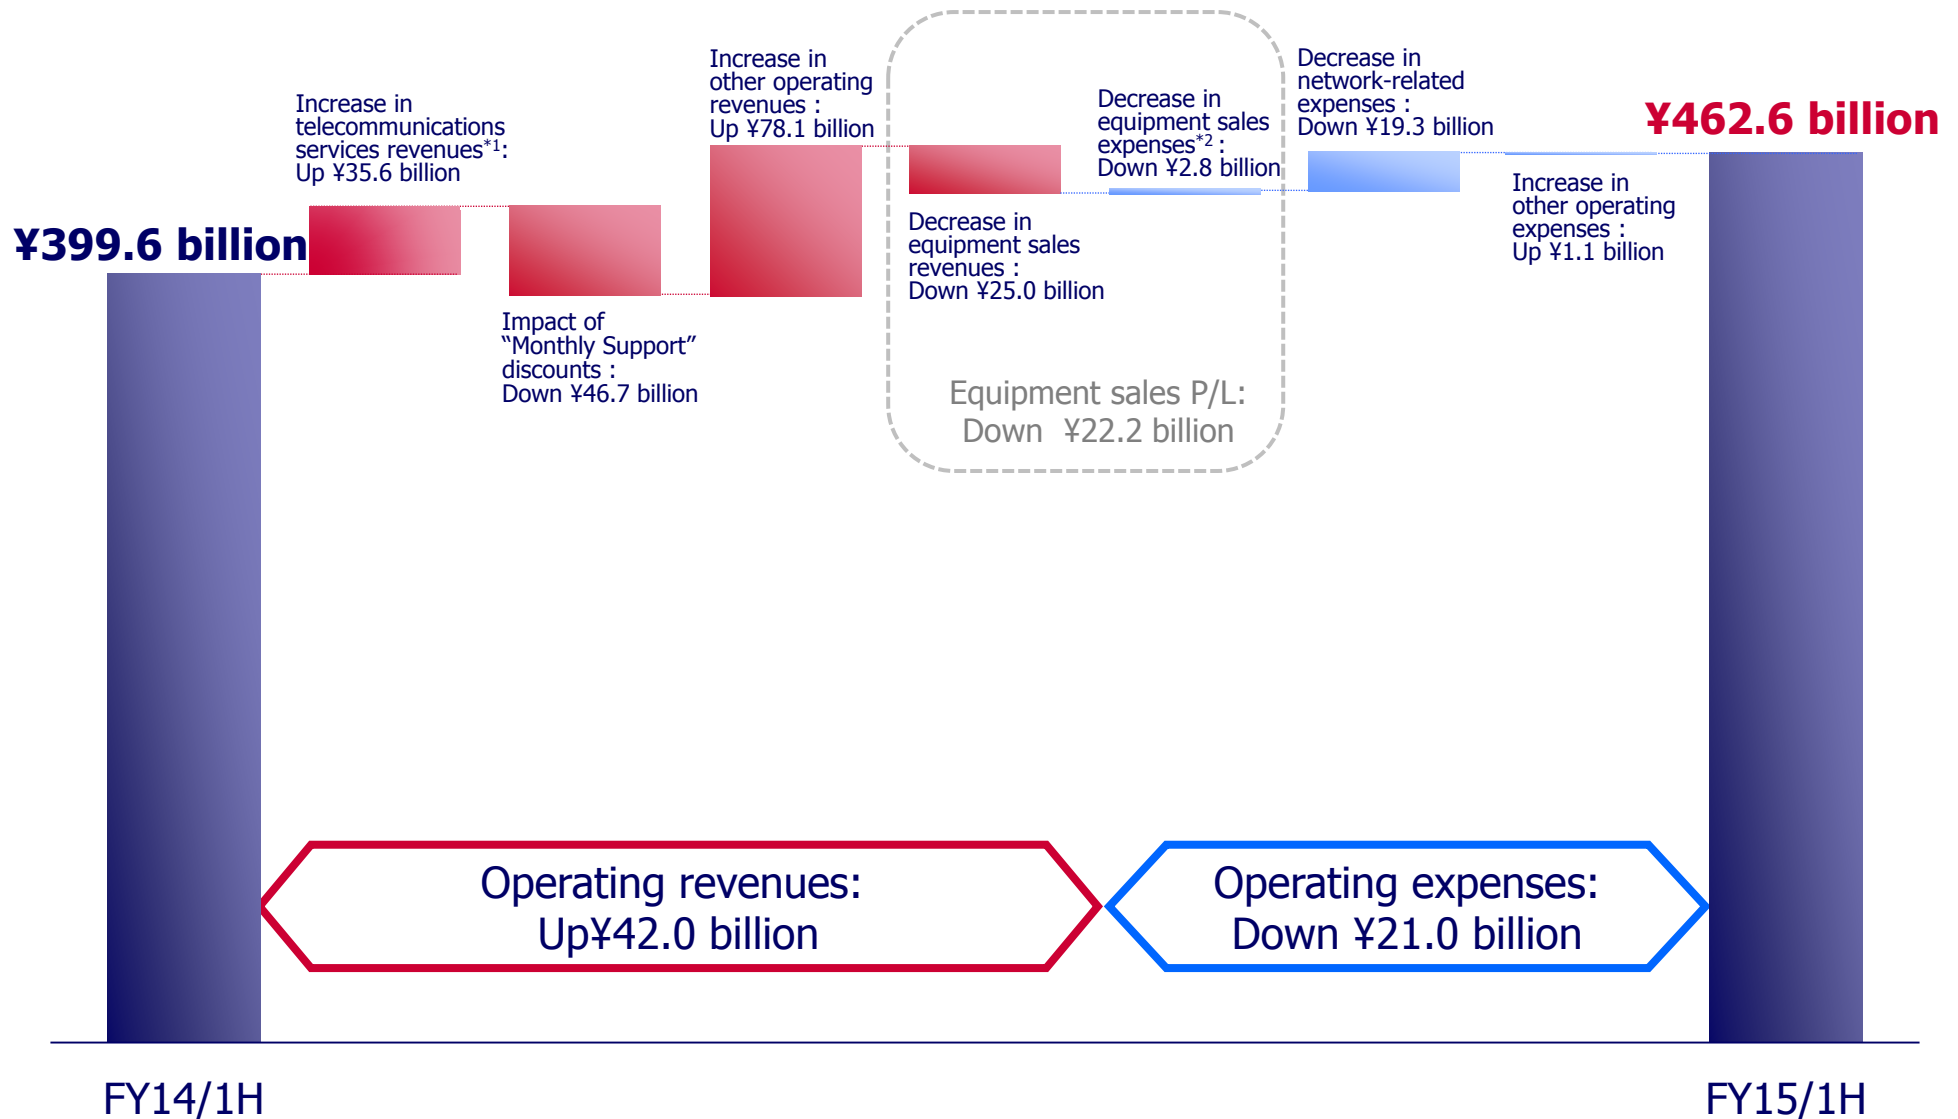 ¥399.6 billion
Increase in
telecommunications
services revenues*1:
Up ¥35.6 billion
Impact of
“Monthly Support”
discounts :
Down ¥46.7 billion
Increase in
other operating
revenues :
Up ¥78.1 billion
Decrease in
equipment sales
revenues :
Down ¥25.0 billion
Decrease in
equipment sales
expenses*2 :
Down ¥2.8 billion
Equipment sales P/L:
Down ¥22.2 billion
Decrease in
network-related
expenses :
Down ¥19.3 billion
Increase in
other operating
expenses :
Up ¥1.1 billion
¥462.6 billion
Operating revenues:
Up¥42.0 billion
Operating expenses:
Down ¥21.0 billion
FY14/1H
FY15/1H